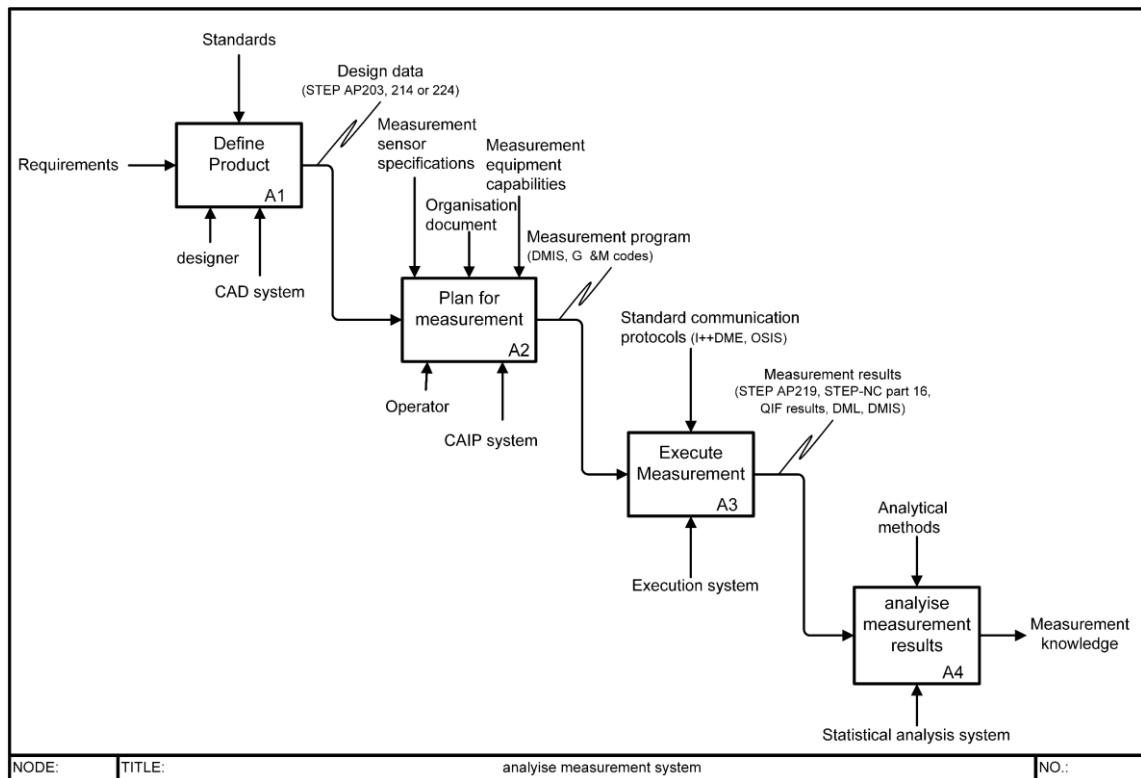 Standards
Design data
(STEP AP203, 214 or 224)
Requirements
Define
Product
A1
designer
CAD system
Measurement
sensor
specifications
Measurement
equipment
capabilities
Organisation
document
Measurement program
(DMIS, G &M codes)
Plan for
measurement
A2
Operator
CAIP system
Standard communication
protocols (I++DME, OSIS)
Measurement results
(STEP AP219, STEP-NC part 16,
QIF results, DML, DMIS)
Execute
Measurement
A3
Execution system
Analytical
methods
analyise
measurement
results
A4
Measurement
knowledge
Statistical analysis system
NODE:
TITLE:
analyise measurement system
NO.: